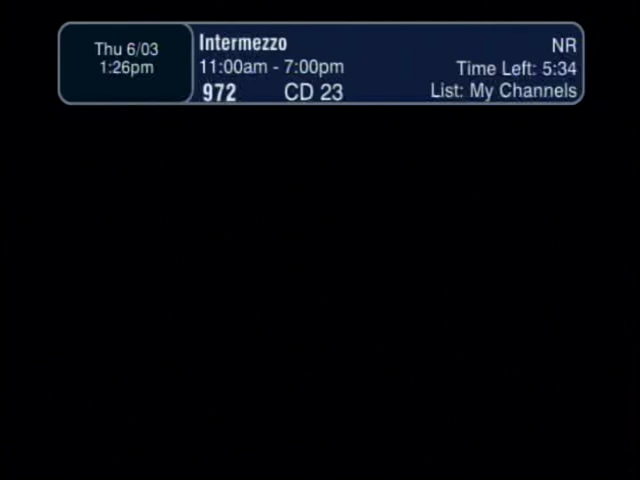 Thu 6/03
1:26pm
Intermezzo
NR
11:00am - 7:00pm
Time Left: 5:34
972 CD 23
List: My Channels